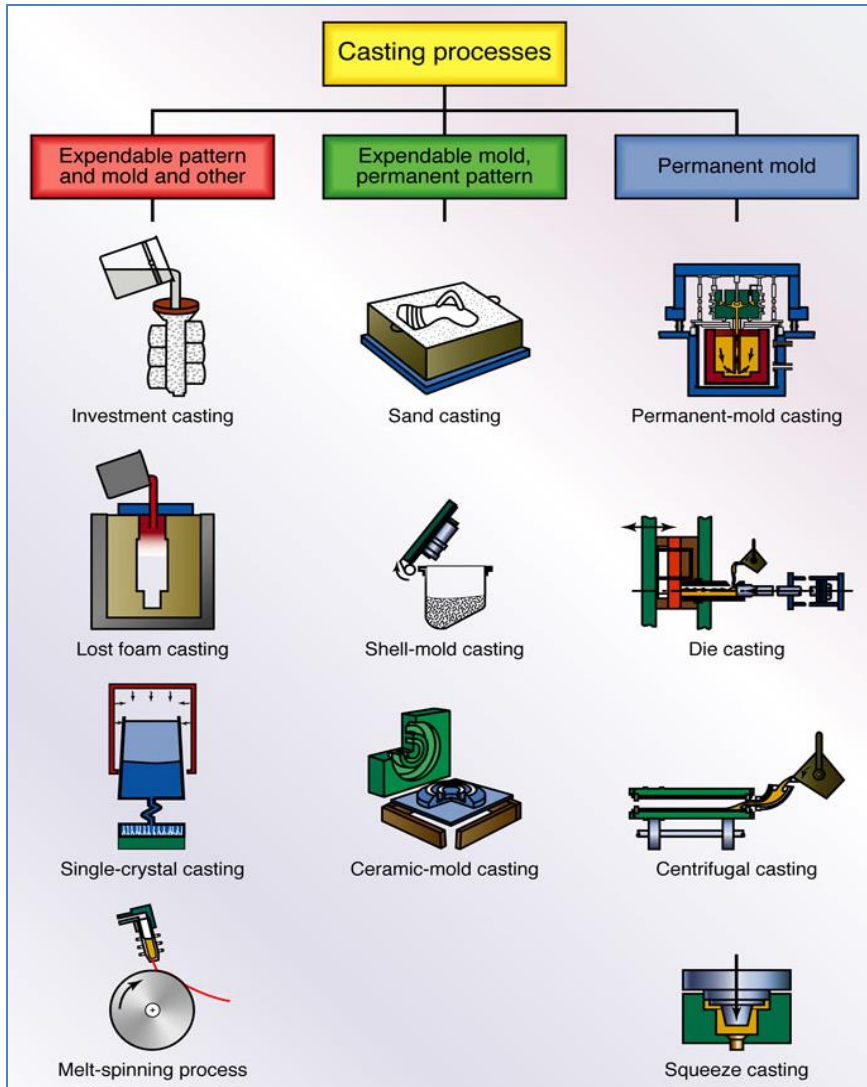 Casting processes
Expendable pattern
and mold and other
Expendable mold,
permanent pattern
Permanent mold
Investment casting
Sand casting
Permanent-mold casting
Lost foam casting
Shell-mold casting
Die casting
Single-crystal casting
Ceramic-mold casting
Centrifugal casting
Melt-spinning process
Squeeze casting